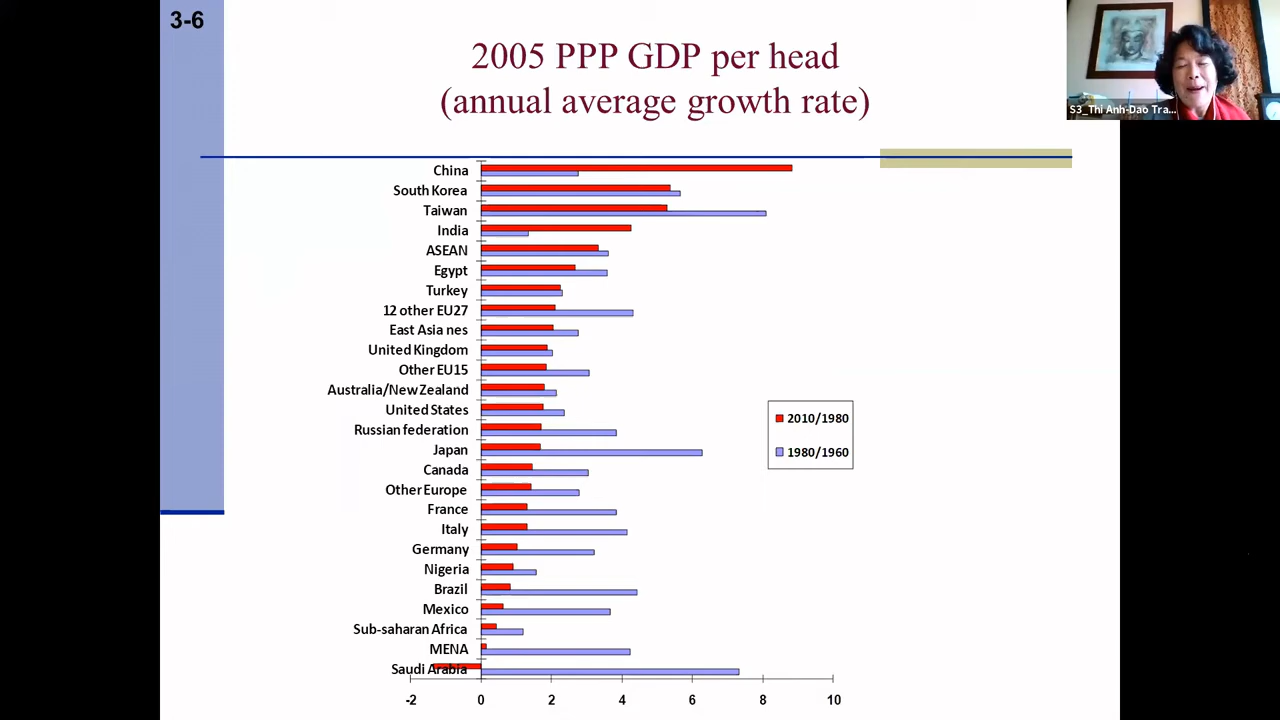 3-6
2005 PPP GDP per head
(annual average growth rate)
S3_Thi Anh-Dao Tra...
China
South Korea
Taiwan
India
ASEAN
Egypt
Turkey
12 other EU27
East Asia nes
United Kingdom
Other EU15
Australia/New Zealand
United States
Russian federation
Japan
Canada
Other Europe
France
Italy
Germany
Nigeria
Brazil
Mexico
Sub-saharan Africa
MENA
Saudi Arabia
2010/1980
1980/1960
-2 0 2 4 6 8 10